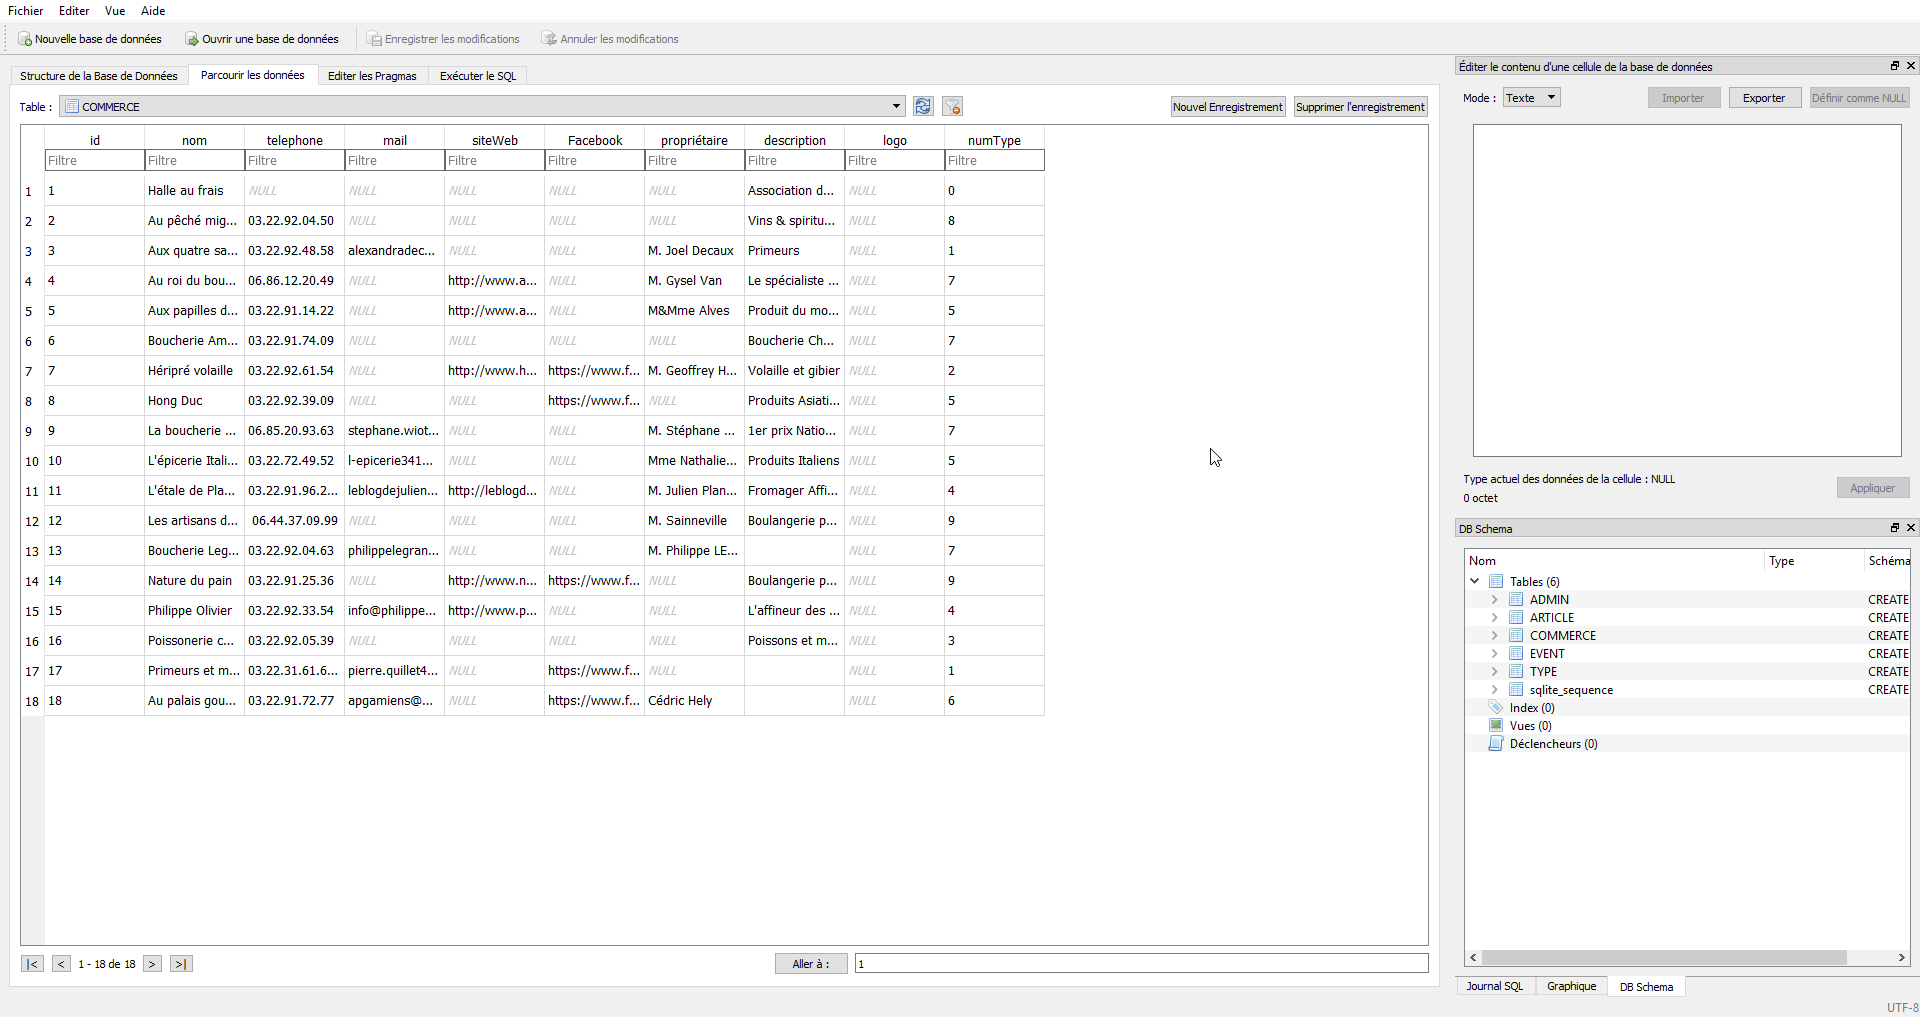 Fichier Editer Vue Aide
Nouvelle base de données Ouvrir une base de données Enregistrer les modifications Annuler les modifications
Structure de la Base de Données Parcourir les données Editer les Pragmas Exécuter le SQL
Table : COMMERCE Nouvel Enregistrement Supprimer l'enregistrement
id nom telephone mail siteWeb Facebook propriétaire description logo numType
Filtre Filtre Filtre Filtre Filtre Filtre Filtre Filtre Filtre Filtre
1 1 Halle au frais NULL NULL NULL NULL NULL Association d... NULL 0
2 2 Au pêché mig... 03.22.92.04.50 NULL NULL NULL NULL Vins & spiritu... NULL 8
3 3 Aux quatre sa... 03.22.92.48.58 alexandradec... NULL NULL M. Joel Decaux Primeurs NULL 1
4 4 Au roi du bou... 06.86.12.20.49 NULL http://www.a... NULL M. Gysel Van Le spécialiste ... NULL 7
5 5 Aux papilles d... 03.22.91.14.22 NULL http://www.a... NULL M&Mme Alves Produit du mo... NULL 5
6 6 Boucherie Am... 03.22.91.74.09 NULL NULL NULL NULL Boucherie Ch... NULL 7
7 7 Héripré volaille 03.22.92.61.54 NULL http://www.h... https://www.f... M. Geoffrey H... Volaille et gibier NULL 2
8 8 Hong Duc 03.22.92.39.09 NULL NULL https://www.f... NULL Produits Asiati... NULL 5
9 9 La boucherie ... 06.85.20.93.63 stephane.wiot... NULL NULL M. Stéphane ... 1er prix Natio... NULL 7
10 10 L'épicerie Itali... 03.22.72.49.52 l-epicerie341... NULL NULL Mme Nathalie... Produits Italiens NULL 5
11 11 L'étale de Pla... 03.22.91.96.2... leblogdejulien... http://leblogd... NULL M. Julien Plan... Fromager Affi... NULL 4
12 12 Les artisans d... 06.44.37.09.99 NULL NULL NULL M. Sainneville Boulangerie p... NULL 9
13 13 Boucherie Leg... 03.22.92.04.63 philippelegran... NULL NULL M. Philippe LE... NULL 7
14 14 Nature du pain 03.22.91.25.36 NULL http://www.n... https://www.f... NULL Boulangerie p... NULL 9
15 15 Philippe Olivier 03.22.92.33.54 info@philippe... http://www.p... NULL NULL L'affineur des ... NULL 4
16 16 Poissonerie c... 03.22.92.05.39 NULL NULL NULL NULL Poissons et m... NULL 3
17 17 Primeurs et m... 03.22.31.61.6... pierre.quillet4... NULL https://www.f... NULL NULL 1
18 18 Au palais gou... 03.22.91.72.77 apgamiens@... NULL https://www.f... Cédric Hely NULL 6
|< < 1 - 18 de 18 > >| Aller à : 1
Éditer le contenu d'une cellule de la base de données
Mode : Texte Importer Exporter Définir comme NULL
Type actuel des données de la cellule : NULL
0 octet
Appliquer
DB Schema
Nom Type Schéma
Tables (6)
ADMIN CREATE
ARTICLE CREATE
COMMERCE CREATE
EVENT CREATE
TYPE CREATE
sqlite_sequence CREATE
Index (0)
Vues (0)
Déclencheurs (0)
Journal SQL Graphique DB Schema
UTF-8